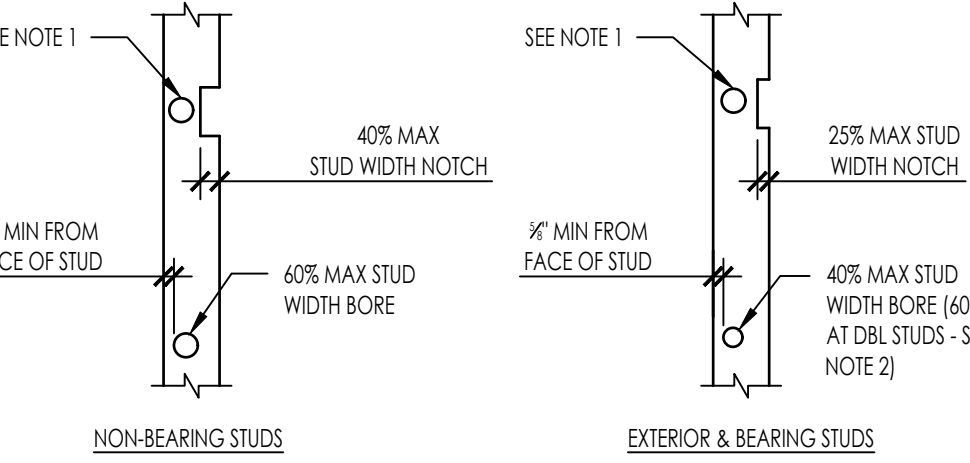 E NOTE 1
40% MAX
STUD WIDTH NOTCH
MIN FROM
CE OF STUD
60% MAX STUD
WIDTH BORE
NON-BEARING STUDS
SEE NOTE 1
25% MAX STUD
WIDTH NOTCH
⅝" MIN FROM
FACE OF STUD
40% MAX STUD
WIDTH BORE (60
AT DBL STUDS - S
NOTE 2)
EXTERIOR & BEARING STUDS